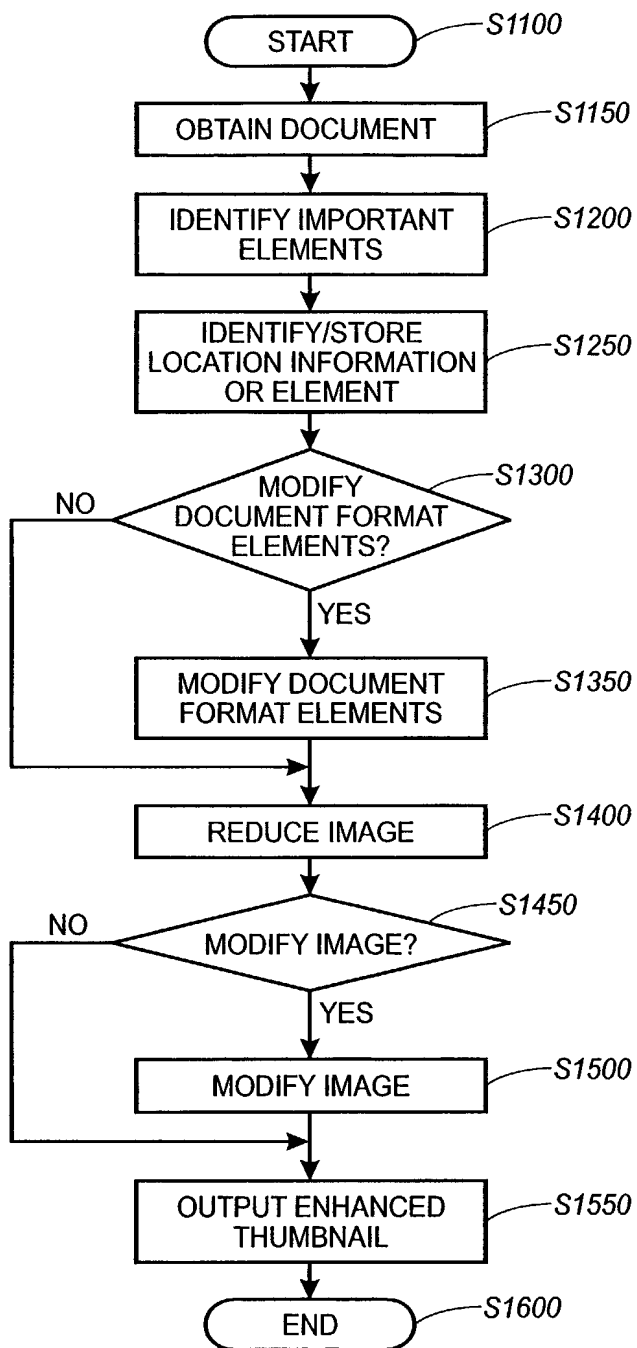 START
S1100
OBTAIN DOCUMENT
S1150
IDENTIFY IMPORTANT
ELEMENTS
S1200
IDENTIFY/STORE
LOCATION INFORMATION
OR ELEMENT
S1250
MODIFY
DOCUMENT FORMAT
ELEMENTS?
S1300
NO
YES
MODIFY DOCUMENT
FORMAT ELEMENTS
S1350
REDUCE IMAGE
S1400
MODIFY IMAGE?
S1450
NO
YES
MODIFY IMAGE
S1500
OUTPUT ENHANCED
THUMBNAIL
S1550
END
S1600